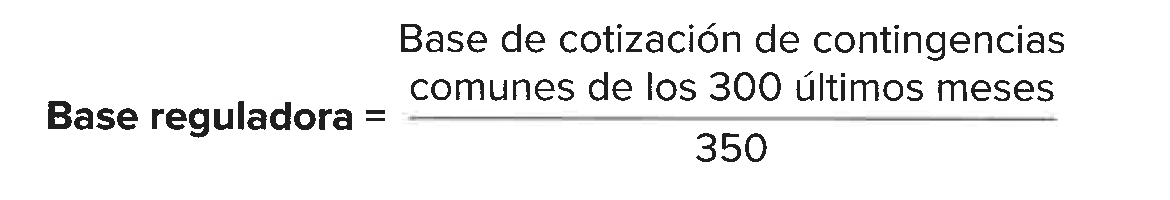 Base de cotización de contingencias
comunes de los 300 últimos meses
Base reguladora =
350